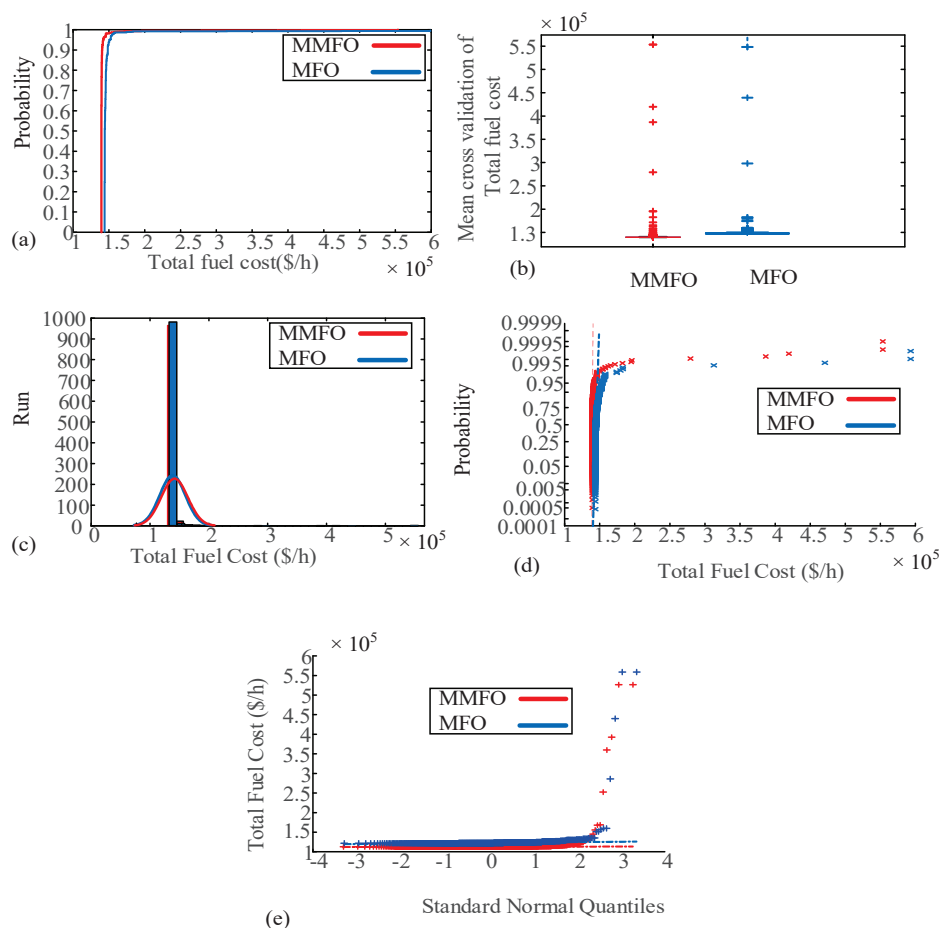 1
0.9
0.8
0.7
0.6
0.5
0.4
0.3
0.2
0.1
0
Probability
MMFO
MFO
1 1.5 2 2.5 3 3.5 4 4.5 5 5.5 6
Total fuel cost($/h)
× 10^5
(a)
× 10^5
5.5
5
4.5
4
3.5
3
2.5
2
1.3
Mean cross validation of
Total fuel cost
MMFO MFO
(b)
1000
900
800
700
600
500
400
300
200
100
0
Run
MMFO
MFO
0 1 2 3 4 5
Total Fuel Cost ($/h)
× 10^5
(c)
0.9999
0.9995
0.995
0.95
0.75
0.5
0.25
0.05
0.005
0.0005
0.0001
Probability
MMFO
MFO
1 1.5 2 2.5 3 3.5 4 4.5 5 5.5 6
Total Fuel Cost ($/h)
× 10^5
(d)
× 10^5
6
5.5
5
4.5
4
3.5
3
2.5
2
1.5
1
Total Fuel Cost ($/h)
MMFO
MFO
-4 -3 -2 -1 0 1 2 3 4
Standard Normal Quantiles
(e)